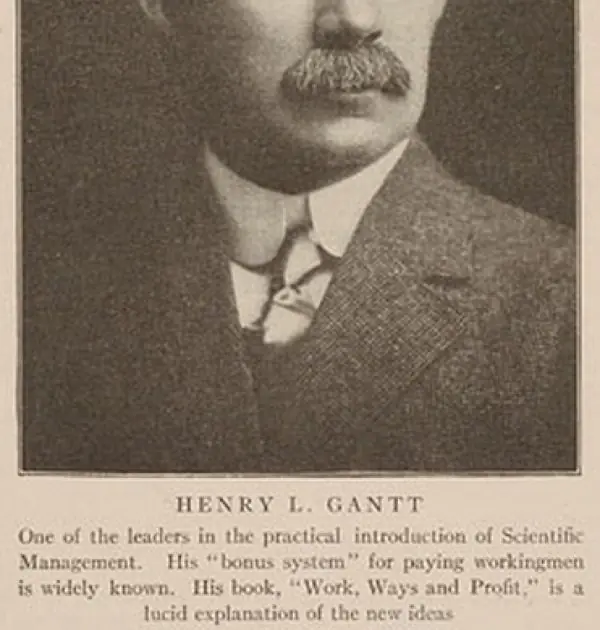 HENRY L. GANTT
One of the leaders in the practical introduction of Scientific
Management. His "bonus system" for paying workingmen
is widely known. His book, "Work, Ways and Profit," is a
lucid explanation of the new ideas